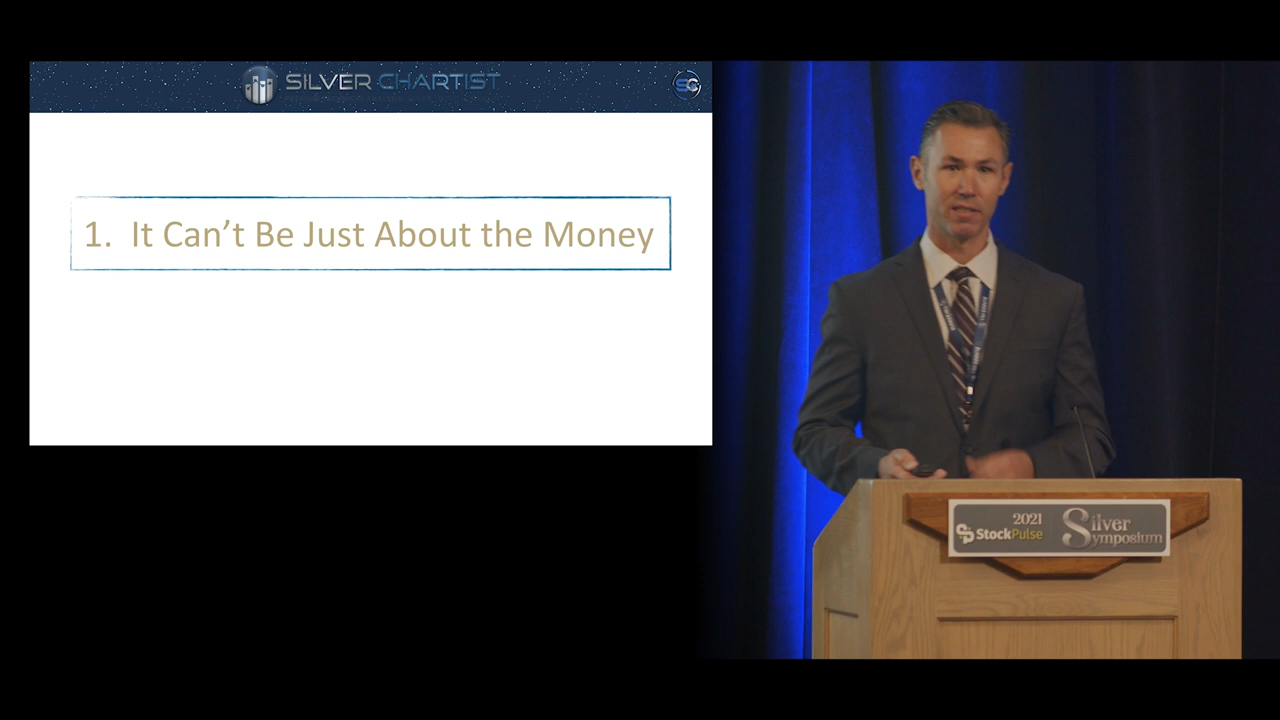 SILVER CHARTIST
SC
1. It Can't Be Just About the Money
2021
StockPulse
Silver
Symposium